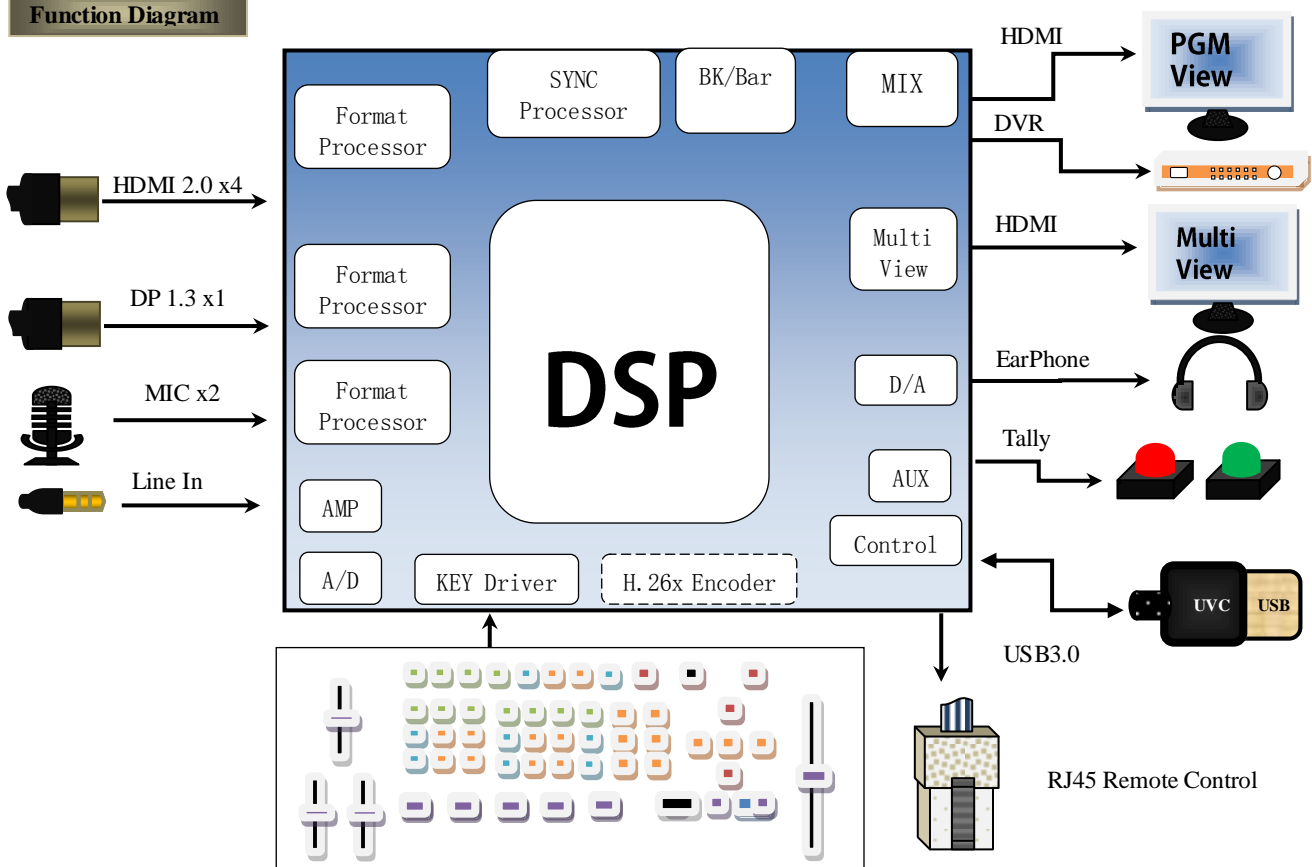 Function Diagram
HDMI 2.0 x4
DP 1.3 x1
MIC x2
Line In
Format
Processor
SYNC
Processor
BK/Bar
MIX
Format
Processor
Format
Processor
AMP
A/D
KEY Driver
H.26x Encoder
DSP
Multi
View
D/A
AUX
Control
HDMI
PGM
View
DVR
HDMI
Multi
View
EarPhone
Tally
UVC
USB
USB3.0
RJ45 Remote Control